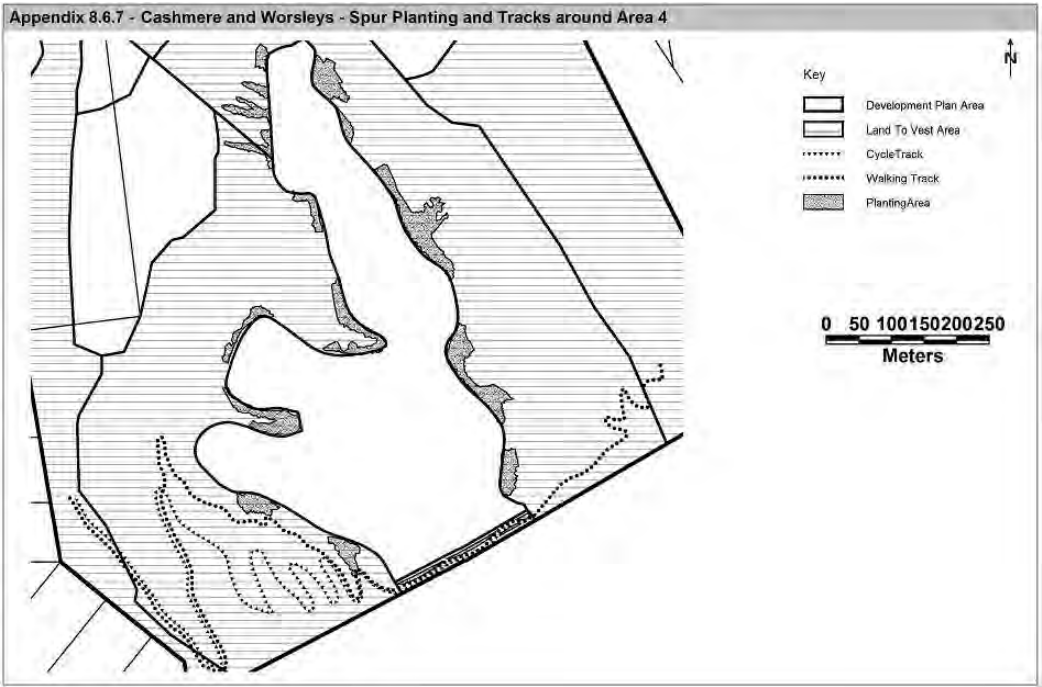 Appendix 8.6.7 - Cashmere and Worsleys - Spur Planting and Tracks around Area 4
N
Key
Development Plan Area
Land To Vest Area
CycleTrack
Walking Track
PlantingArea
0 50 100150200250
Meters